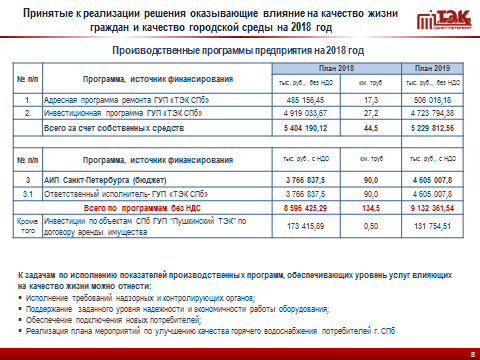 Принятые к реализации решения оказывающие влияние на качество жизни
граждан и качество городской среды на 2018 год
ТЭК
САНКТ-ПЕТЕРБУРГ
Производственные программы предприятия на 2018 год
№ п/п Программа, источник финансирования План 2018 План 2019
тыс. руб., без НДС км. труб тыс. руб., без НДС
1. Адресная программа ремонта ГУП «ТЭК СПб» 485 156,45 17,3 506 018,18
2. Инвестиционная программа ГУП «ТЭК СПб» 4 919 033,67 27,2 4 723 794,38
Всего за счет собственных средств 5 404 190,12 44,5 5 229 812,56
№ п/п Программа, источник финансирования тыс. руб., с НДС км. труб тыс. руб., с НДС
3 АИП Санкт-Петербурга (бюджет) 3 766 837,5 90,0 4 605 007,8
3.1 Ответственный исполнитель- ГУП «ТЭК СПб» 3 766 837,5 90,0 4 605 007,8
Всего по программам без НДС 8 596 425,29 134,5 9 132 361,54
Кроме того Инвестиции по объектам СПб ГУП "Пушкинский ТЭК" по договору аренды имущества 173 415,89 0,50 131 754,51
К задачам по исполнению показателей производственных программ, обеспечивающих уровень услуг влияющих
на качество жизни можно отнести:
▪ Исполнение требований надзорных и контролирующих органов;
▪ Поддержание заданного уровня надежности и экономичности работы оборудования;
▪ Обеспечение подключения новых потребителей;
▪ Реализация плана мероприятий по улучшению качества горячего водоснабжения потребителей г. СПб
8